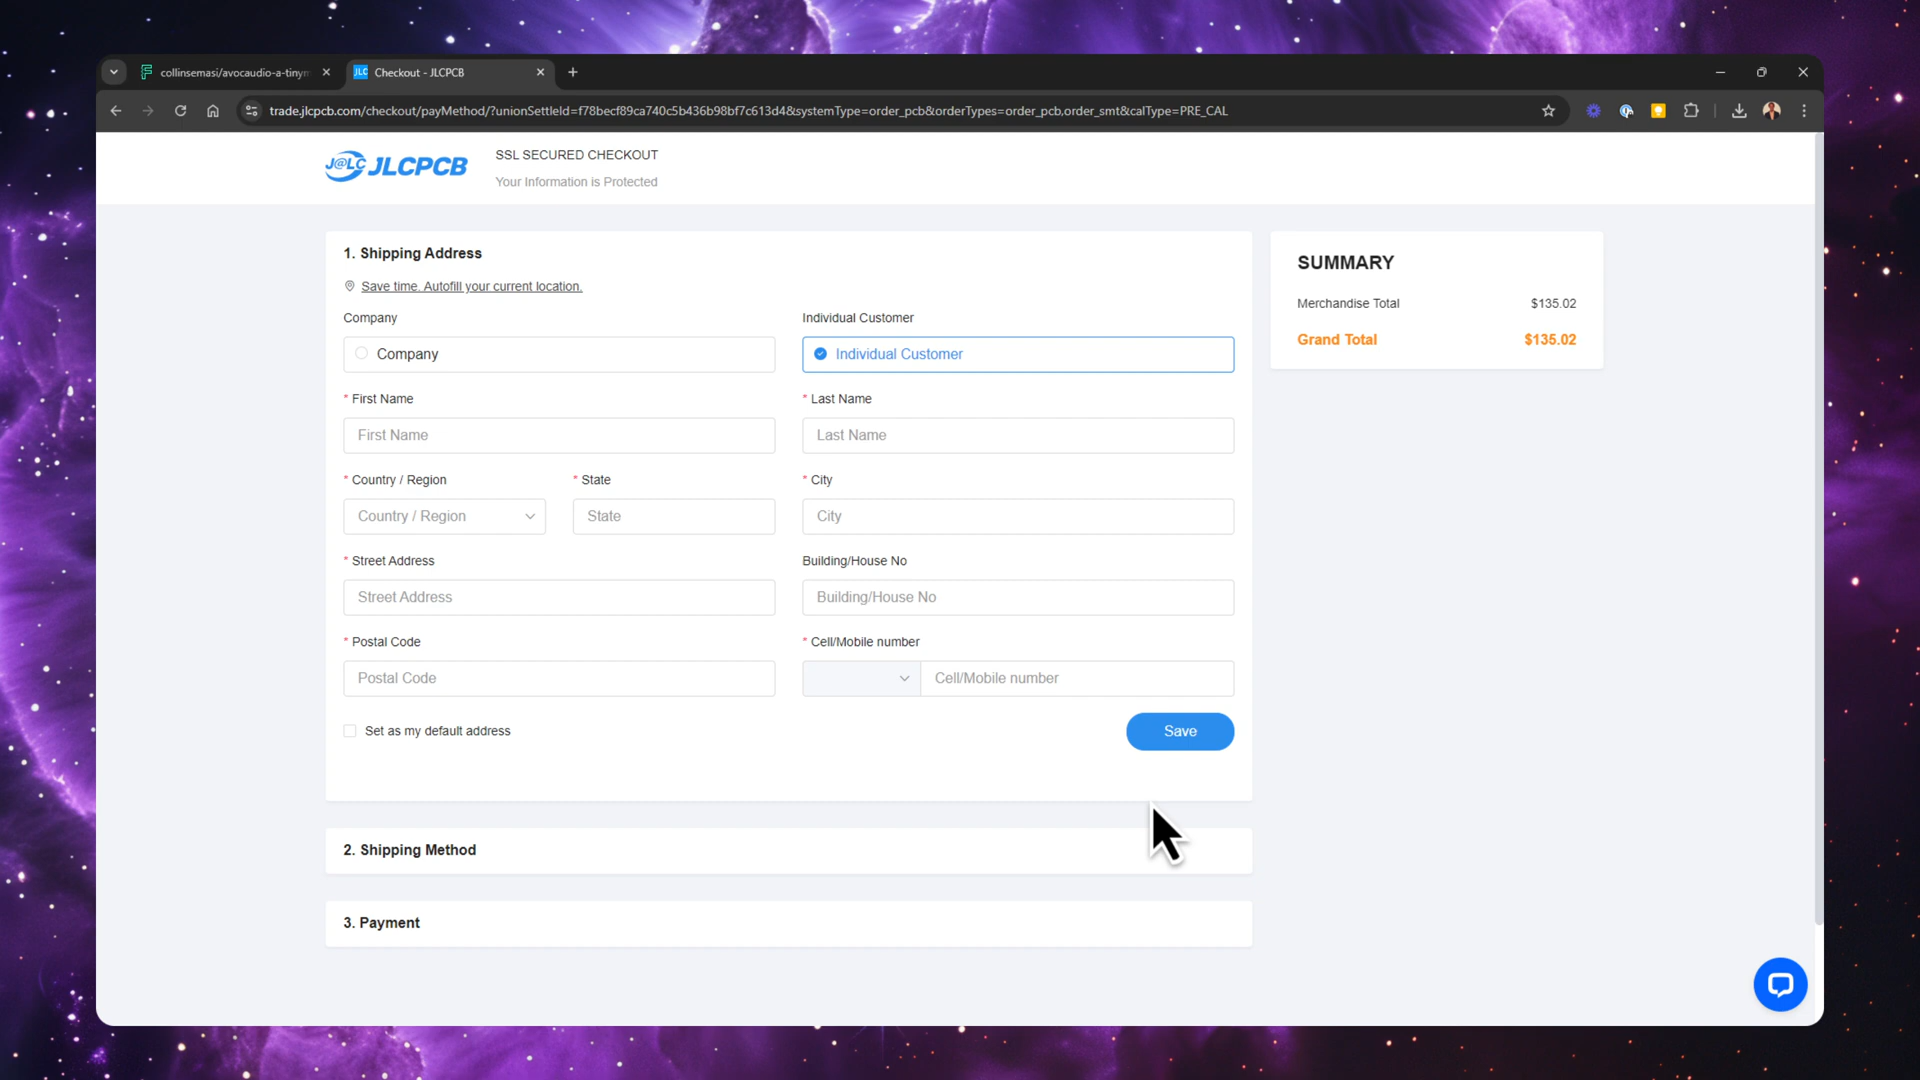 collinsemasi/avocaudio-a-tinym
JLC
Checkout - JLCPCB
trade.jlcpcb.com/checkout/payMethod/?unionSettleId=f78becf89ca740c5b436b98bf7c613d4&systemType=order_pcb&orderTypes=order_pcb,order_smt&calType=PRE_CAL
J@LC JLCPCB
SSL SECURED CHECKOUT
Your Information is Protected
1. Shipping Address
Save time. Autofill your current location.
Company
Individual Customer
Company
Individual Customer
* First Name
* Last Name
First Name
Last Name
* Country / Region
* State
* City
Country / Region
State
City
* Street Address
Building/House No
Street Address
Building/House No
* Postal Code
* Cell/Mobile number
Postal Code
Cell/Mobile number
Set as my default address
Save
2. Shipping Method
3. Payment
SUMMARY
Merchandise Total $135.02
Grand Total $135.02